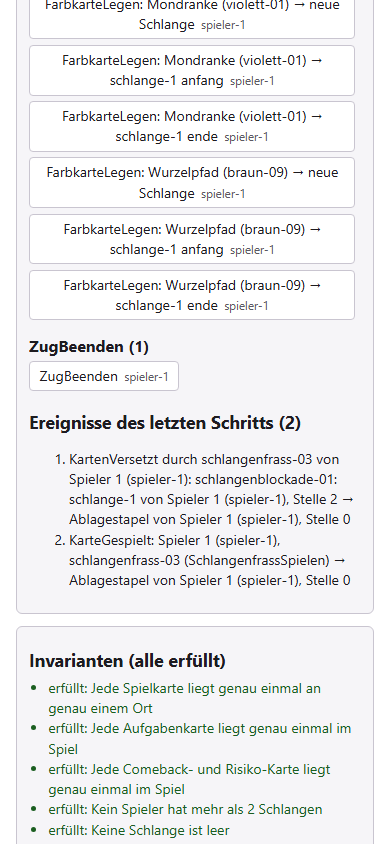 FarbkarteLegen: Mondranke (violett-01) → neue
Schlange spieler-1
FarbkarteLegen: Mondranke (violett-01) →
schlange-1 anfang spieler-1
FarbkarteLegen: Mondranke (violett-01) →
schlange-1 ende spieler-1
FarbkarteLegen: Wurzelpfad (braun-09) → neue
Schlange spieler-1
FarbkarteLegen: Wurzelpfad (braun-09) →
schlange-1 anfang spieler-1
FarbkarteLegen: Wurzelpfad (braun-09) →
schlange-1 ende spieler-1
ZugBeenden (1)
ZugBeenden spieler-1
Ereignisse des letzten Schritts (2)
1. KartenVersetzt durch schlangenfrass-03 von
Spieler 1 (spieler-1): schlangenblockade-01:
schlange-1 von Spieler 1 (spieler-1), Stelle 2 →
Ablagestapel von Spieler 1 (spieler-1), Stelle 0
2. KarteGespielt: Spieler 1 (spieler-1),
schlangenfrass-03 (SchlangenfrassSpielen) →
Ablagestapel von Spieler 1 (spieler-1), Stelle 0
Invarianten (alle erfüllt)
• erfüllt: Jede Spielkarte liegt genau einmal an
genau einem Ort
• erfüllt: Jede Aufgabenkarte liegt genau einmal im
Spiel
• erfüllt: Jede Comeback- und Risiko-Karte liegt
genau einmal im Spiel
• erfüllt: Kein Spieler hat mehr als 2 Schlangen
• erfüllt: Keine Schlange ist leer